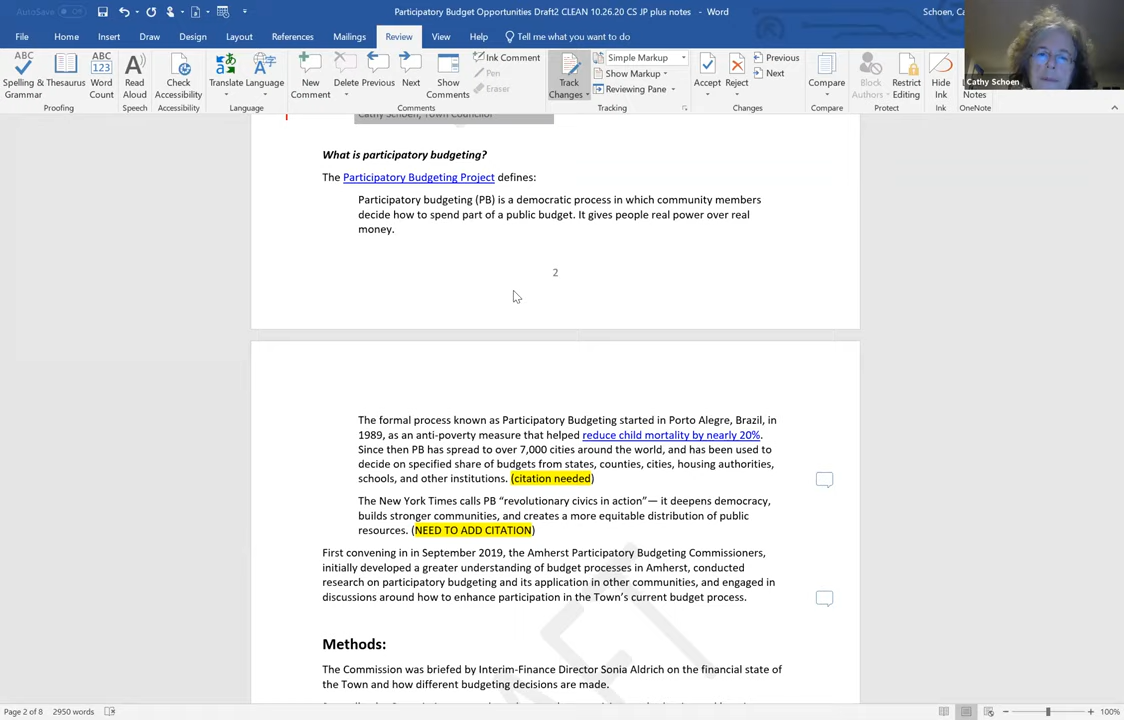 AutoSave Off
Participatory Budget Opportunities Draft2 CLEAN 10.26.20 CS JP plus notes - Word
Schoen, Ca
File Home Insert Draw Design Layout References Mailings Review View Help Tell me what you want to do
Spelling & Grammar
Thesaurus
Word Count
Read Aloud
Check Accessibility
Translate
Language
New Comment
Delete
Previous
Next
Show Comments
Ink Comment
Pen
Eraser
Track Changes
Simple Markup
Show Markup
Reviewing Pane
Accept
Reject
Previous
Next
Compare
Block Authors
Restrict Editing
Hide Ink
Notes
Proofing Speech Accessibility Language Comments Tracking Changes Compare Protect Ink OneNote
Cathy Schoen
Cathy Schoen, Town Councilor
What is participatory budgeting?
The Participatory Budgeting Project defines:
Participatory budgeting (PB) is a democratic process in which community members
decide how to spend part of a public budget. It gives people real power over real
money.
2
The formal process known as Participatory Budgeting started in Porto Alegre, Brazil, in
1989, as an anti-poverty measure that helped reduce child mortality by nearly 20%.
Since then PB has spread to over 7,000 cities around the world, and has been used to
decide on specified share of budgets from states, counties, cities, housing authorities,
schools, and other institutions. (citation needed)
The New York Times calls PB “revolutionary civics in action”— it deepens democracy,
builds stronger communities, and creates a more equitable distribution of public
resources. (NEED TO ADD CITATION)
First convening in in September 2019, the Amherst Participatory Budgeting Commissioners,
initially developed a greater understanding of budget processes in Amherst, conducted
research on participatory budgeting and its application in other communities, and engaged in
discussions around how to enhance participation in the Town’s current budget process.
Methods:
The Commission was briefed by Interim-Finance Director Sonia Aldrich on the financial state of
the Town and how different budgeting decisions are made.
Page 2 of 8 2950 words
100%